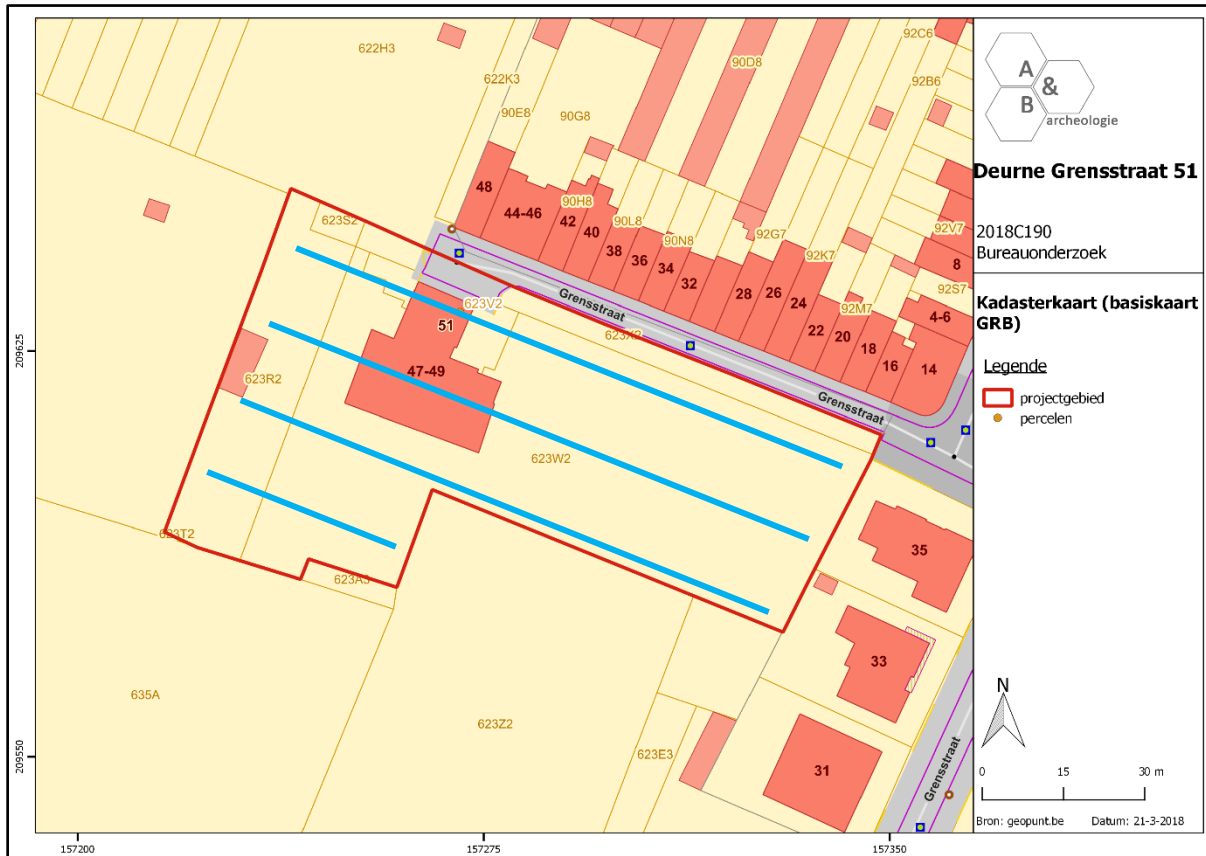 622H3
92C6
622K3
90D8
92B6
90E8
90G8
48
44-46
90H8
42
40
90L8
38
90N8
36
34
32
92G7
28
26
92K7
24
22
92M7
20
18
16
14
92V7
8
92S7
4-6
623S2
623V2
51
Grensstraat
623X2
47-49
623R2
Grensstraat
623W2
623T2
623A3
35
33
635A
623Z2
623E3
31
Grensstraat
209625
209550
157200
157275
157350
A
&
B
archeologie
Deurne Grensstraat 51
2018C190
Bureauonderzoek
Kadasterkaart (basiskaart
GRB)
Legende
projectgebied
percelen
N
0 15 30 m
Bron: geopunt.be Datum: 21-3-2018